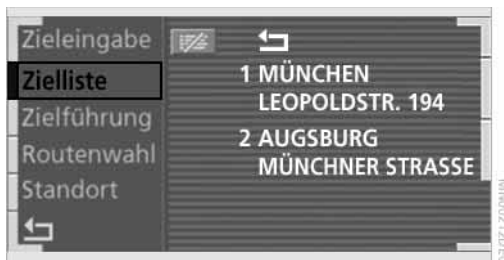 Zieleingabe
Zielliste
Zielführung
Routenwahl
Standort
1 MÜNCHEN
LEOPOLDSTR. 194
2 AUGSBURG
MÜNCHNER STRASSE